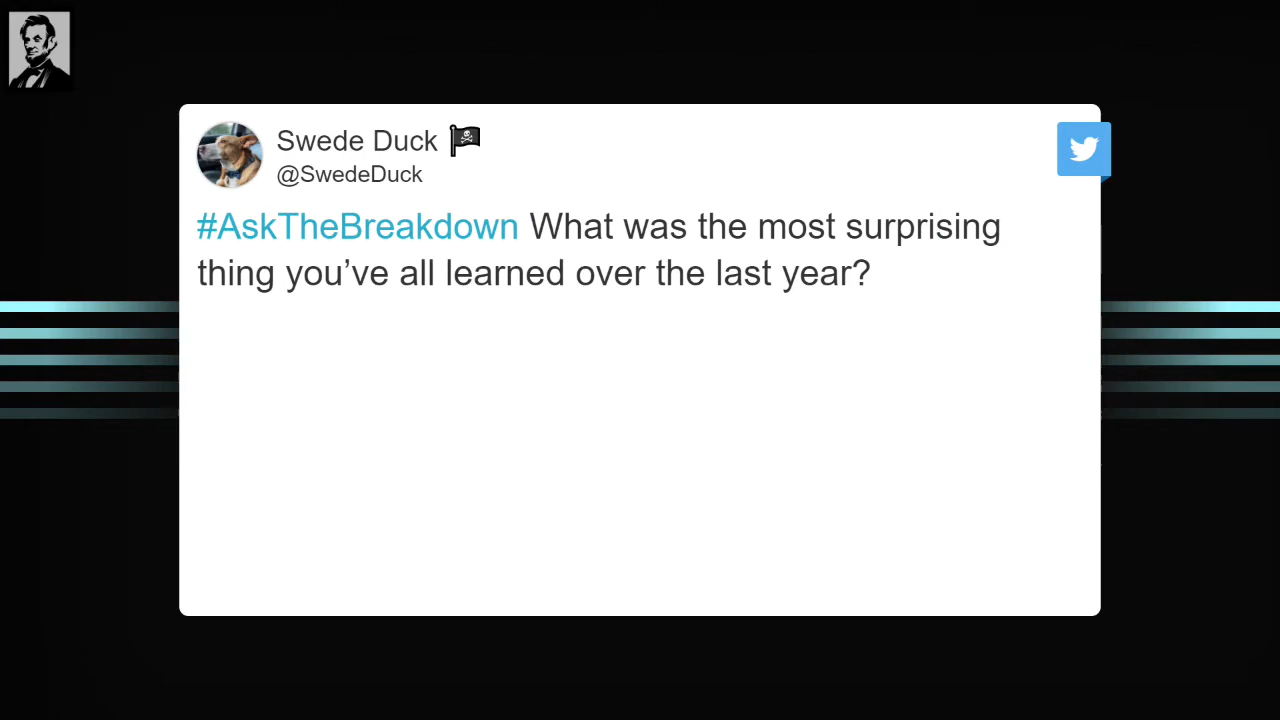 Swede Duck 🏴‍☠️
@SwedeDuck
#AskTheBreakdown What was the most surprising
thing you’ve all learned over the last year?